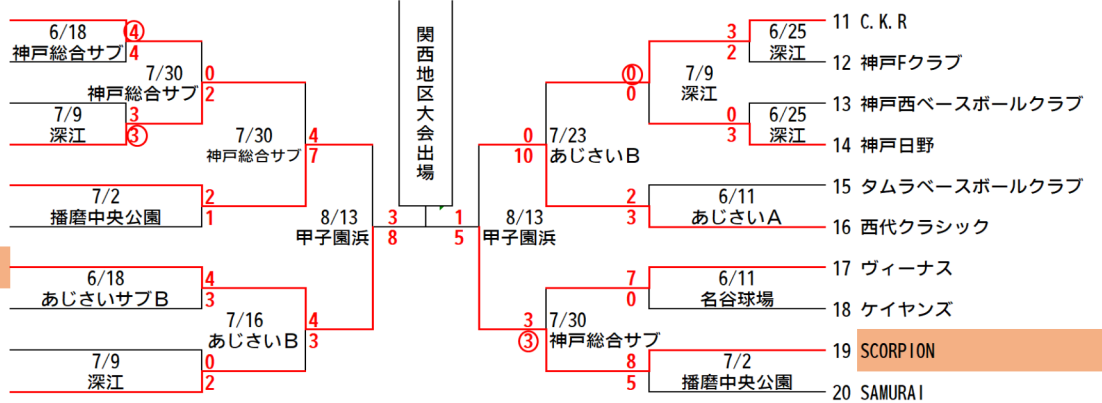 6/18
④
神戸総合サブ
4
7/30
0
神戸総合サブ
2
7/9
3
深江
③
7/30
4
神戸総合サブ
7
7/2
2
播磨中央公園
1
8/13
3
甲子園浜
8
6/18
4
あじさいサブB
3
7/16
4
あじさいB
3
7/9
0
深江
2
関西地区大会出場
1
8/13
5
甲子園浜
0
7/23
10
あじさいB
⓪
7/9
0
深江
3
6/25
2
深江
0
6/25
3
深江
2
6/11
3
あじさいA
3
7/30
③
神戸総合サブ
7
6/11
0
名谷球場
8
7/2
5
播磨中央公園
11 C.K.R
12 神戸Fクラブ
13 神戸西ベースボールクラブ
14 神戸日野
15 タムラベースボールクラブ
16 西代クラシック
17 ヴィーナス
18 ケイヤンズ
19 SCORPION
20 SAMURAI